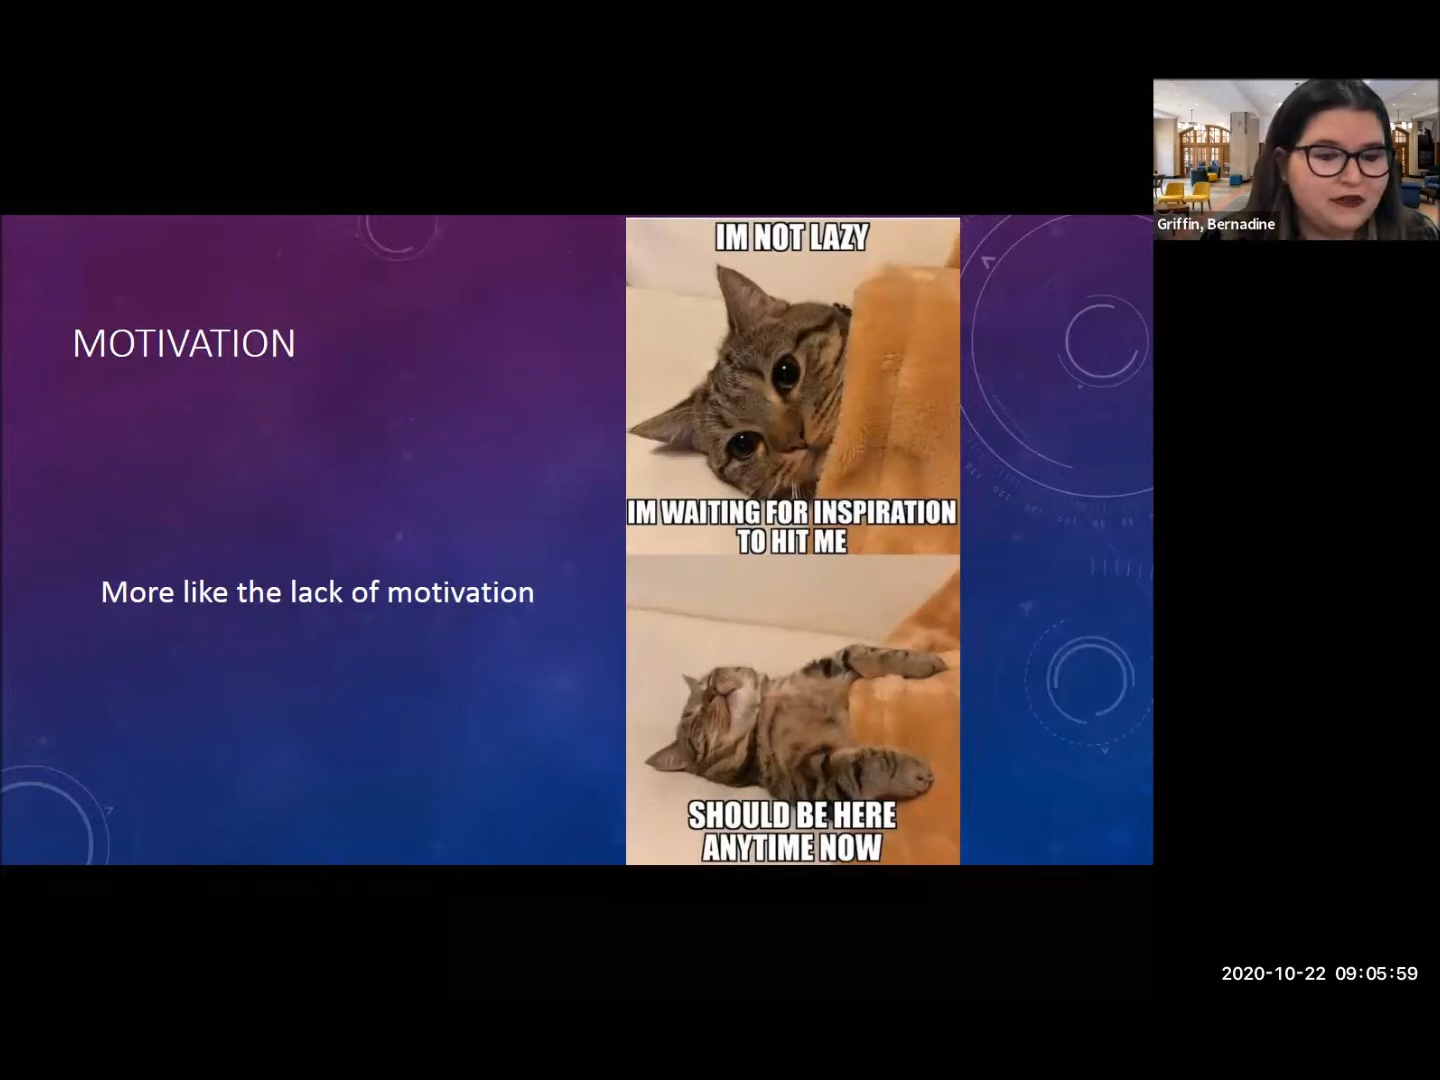 IM NOT LAZY
MOTIVATION
IM WAITING FOR INSPIRATION
TO HIT ME
More like the lack of motivation
SHOULD BE HERE
ANYTIME NOW
Griffin, Bernadine
2020-10-22 09:05:59